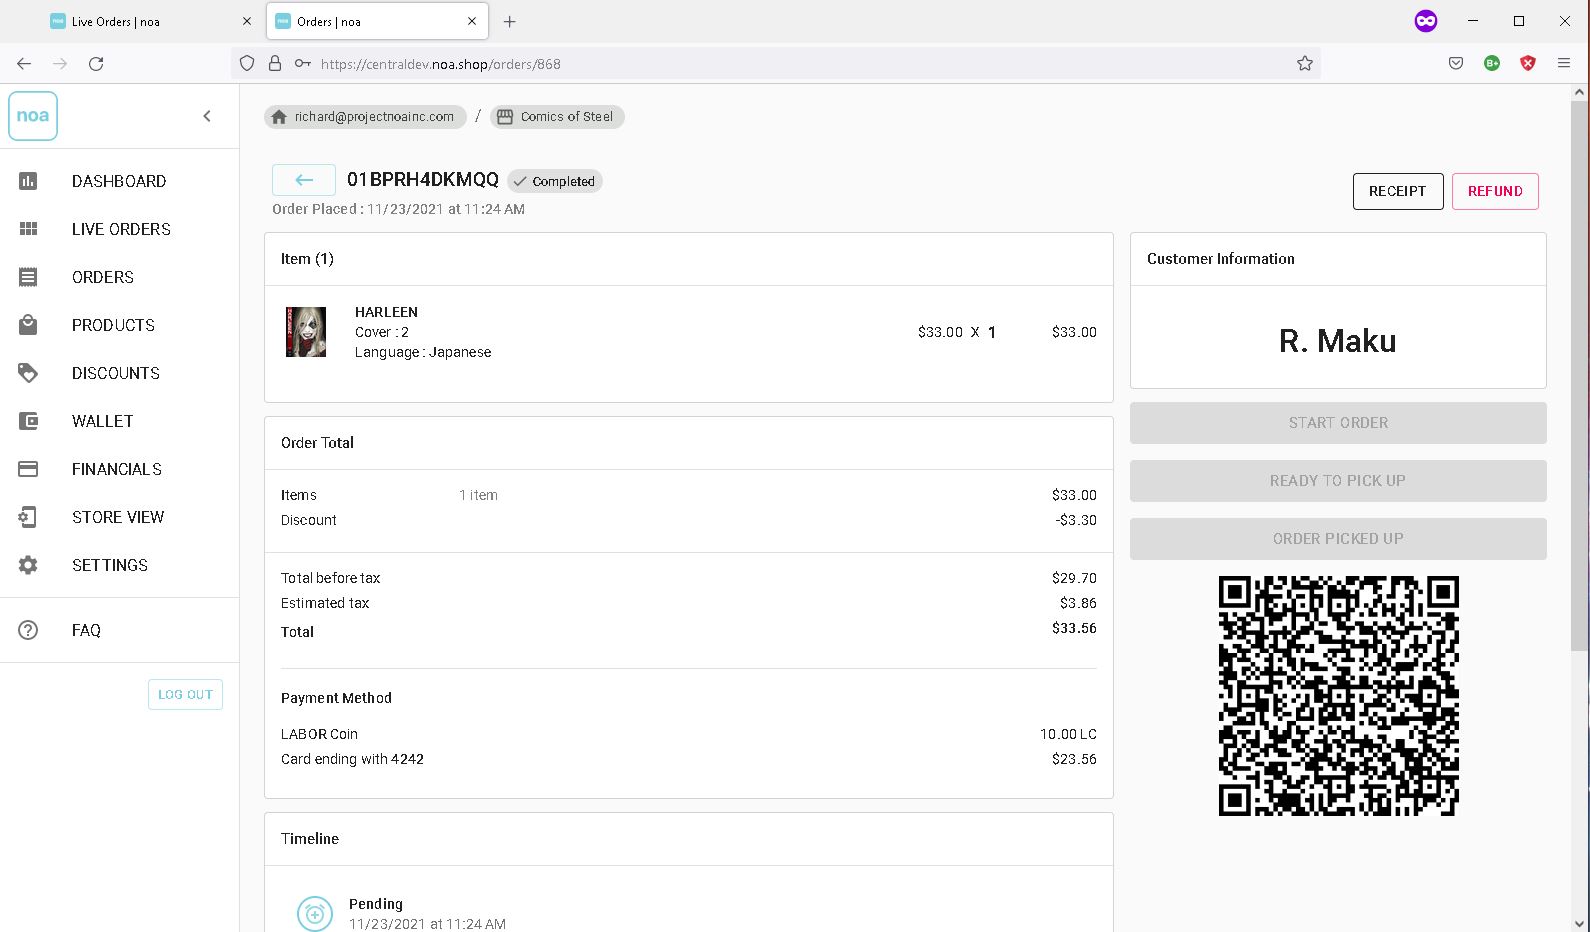 Live Orders | noa
Orders | noa
https://centraldev.noa.shop/orders/868
noa
richard@projectnoainc.com / Comics of Steel
DASHBOARD
LIVE ORDERS
ORDERS
PRODUCTS
DISCOUNTS
WALLET
FINANCIALS
STORE VIEW
SETTINGS
FAQ
LOG OUT
01BPRH4DKMQQ Completed
Order Placed : 11/23/2021 at 11:24 AM
RECEIPT REFUND
Item (1)
HARLEEN
Cover : 2 $33.00 X 1 $33.00
Language : Japanese
Order Total
Items 1 item $33.00
Discount -$3.30
Total before tax $29.70
Estimated tax $3.86
Total $33.56
Payment Method
LABOR Coin 10.00 LC
Card ending with 4242 $23.56
Timeline
Pending
11/23/2021 at 11:24 AM
Customer Information
R. Maku
START ORDER
READY TO PICK UP
ORDER PICKED UP